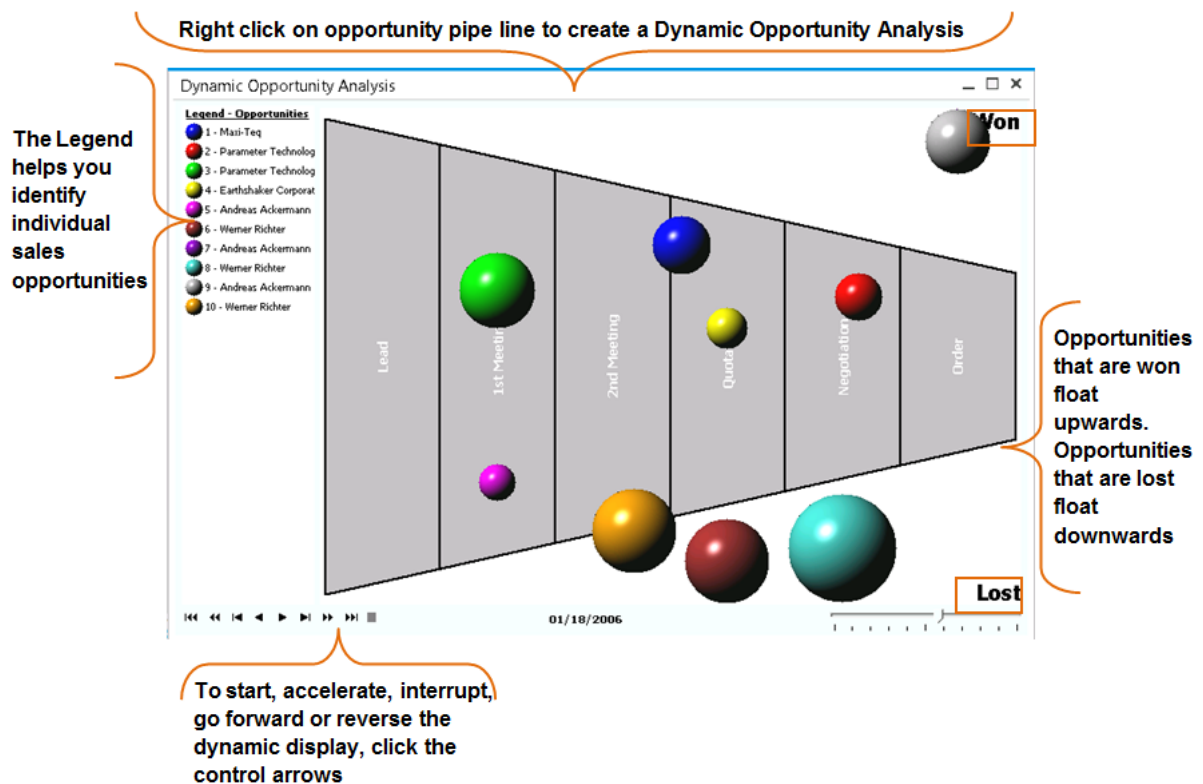 Right click on opportunity pipe line to create a Dynamic Opportunity Analysis
Dynamic Opportunity Analysis
The Legend
helps you
identify
individual
sales
opportunities
Legend - Opportunities
1 - Maxi-Teq
2 - Parameter Technolog
3 - Parameter Technolog
4 - Earthshaker Corporat
5 - Andreas Ackermann
6 - Werner Richter
7 - Andreas Ackermann
8 - Werner Richter
9 - Andreas Ackermann
10 - Werner Richter
Lead
1st Meetin
2nd Meeting
Quota
Negotiation
Order
Won
Lost
Opportunities
that are won
float
upwards.
Opportunities
that are lost
float
downwards
01/18/2006
To start, accelerate, interrupt,
go forward or reverse the
dynamic display, click the
control arrows